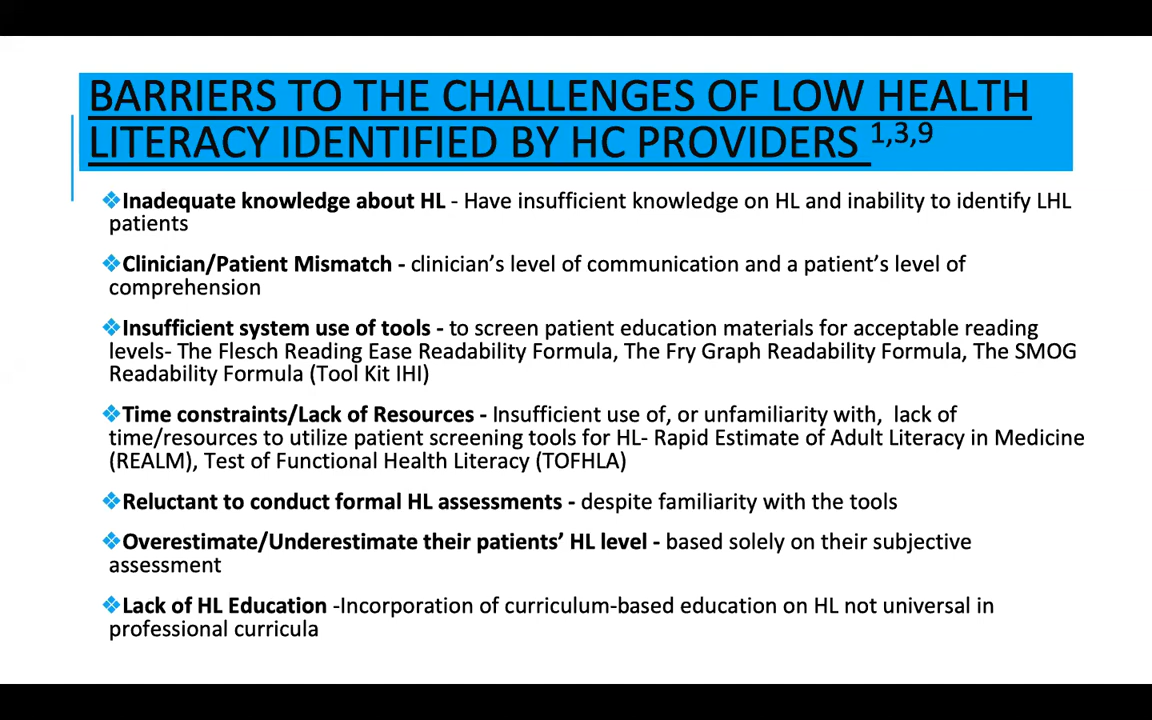 BARRIERS TO THE CHALLENGES OF LOW HEALTH
LITERACY IDENTIFIED BY HC PROVIDERS 1,3,9
❖Inadequate knowledge about HL - Have insufficient knowledge on HL and inability to identify LHL
patients
❖Clinician/Patient Mismatch - clinician's level of communication and a patient's level of
comprehension
❖Insufficient system use of tools - to screen patient education materials for acceptable reading
levels- The Flesch Reading Ease Readability Formula, The Fry Graph Readability Formula, The SMOG
Readability Formula (Tool Kit IHI)
❖Time constraints/Lack of Resources - Insufficient use of, or unfamiliarity with,  lack of
time/resources to utilize patient screening tools for HL- Rapid Estimate of Adult Literacy in Medicine
(REALM), Test of Functional Health Literacy (TOFHLA)
❖Reluctant to conduct formal HL assessments - despite familiarity with the tools
❖Overestimate/Underestimate their patients' HL level - based solely on their subjective
assessment
❖Lack of HL Education -Incorporation of curriculum-based education on HL not universal in
professional curricula